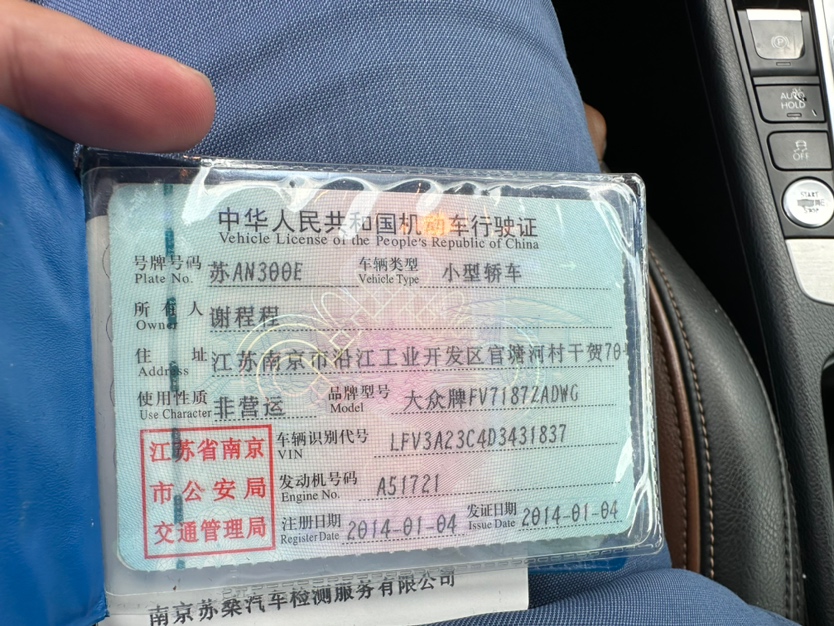 中华人民共和国机动车行驶证
Vehicle License of the People's Republic of China
号牌号码 苏AN300E 车辆类型 小型轿车
Plate No. Vehicle Type
所有人 谢程程
Owner
住址 江苏南京市沿江工业开发区官塘河村干贺70
Address
使用性质 非营运 品牌型号 大众牌FV7187ZADWG
Use Character Model
江苏省南京
市公安局
交通管理局
车辆识别代号 LFV3A23C4D3431837
VIN
发动机号码 A51721
Engine No.
注册日期 2014-01-04 发证日期 2014-01-04
Register Date Issue Date
南京苏桑汽车检测服务有限公司
AUTO
HOLD
OFF
START
STOP